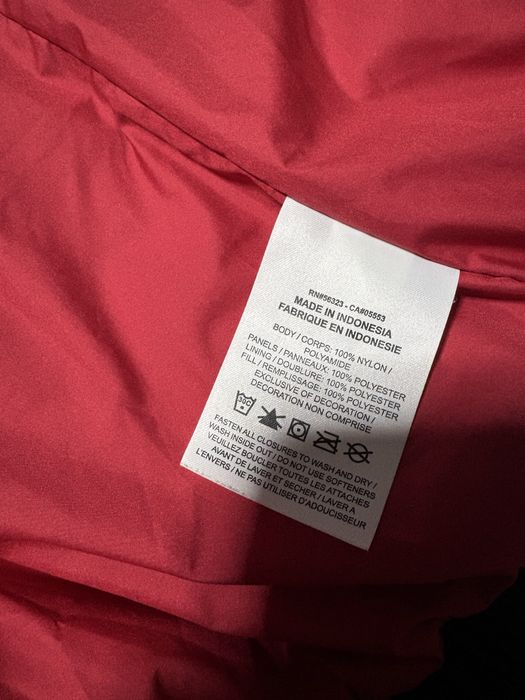 RN#56323 - CA#05553
MADE IN INDONESIA
FABRIQUE EN INDONESIE
BODY / CORPS: 100% NYLON /
POLYAMIDE
PANELS / PANNEAUX: 100% POLYESTER
LINING / DOUBLURE: 100% POLYESTER
FILL / REMPLISSAGE: 100% POLYESTER
EXCLUSIVE OF DECORATION /
DECORATION NON COMPRISE
30C
FASTEN ALL CLOSURES TO WASH AND DRY /
WASH INSIDE OUT / DO NOT USE SOFTENERS
VEUILLEZ BOUCLER TOUTES LES ATTACHES
AVANT DE LAVER ET SECHER / LAVER A
L'ENVERS / NE PAS UTILISER D'ADOUCISSEUR